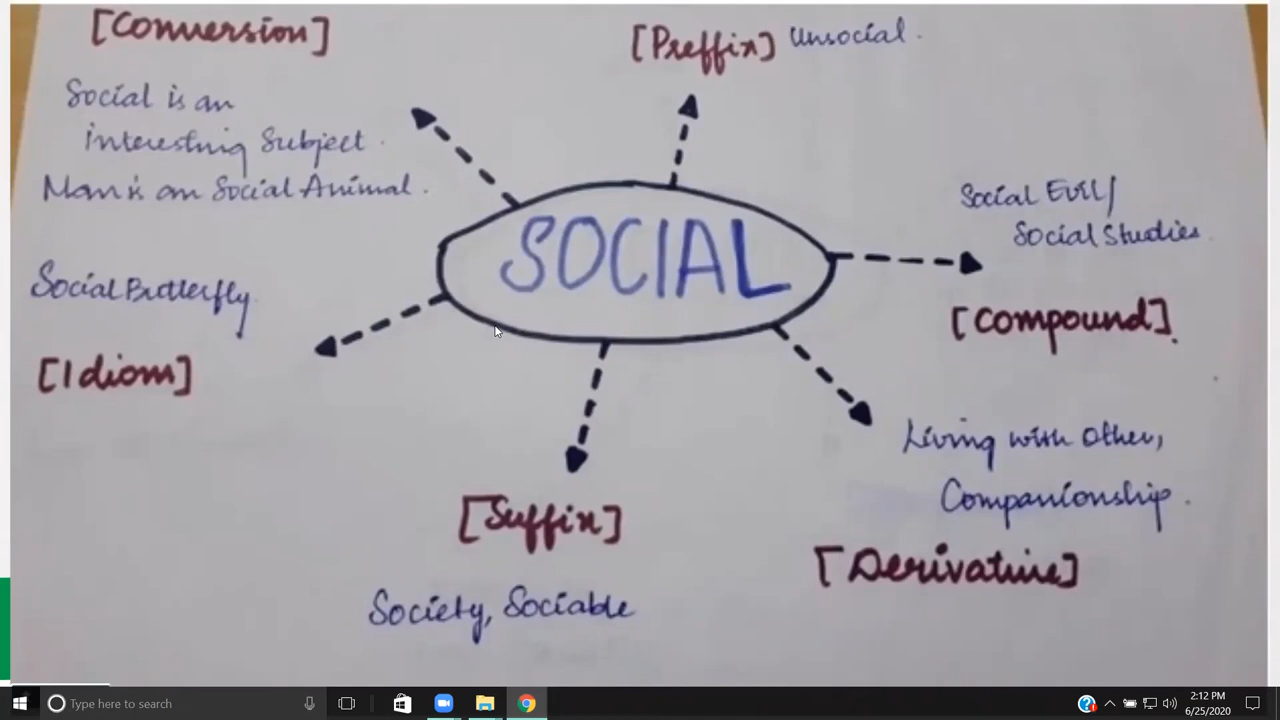 [Conversion]
Social is an
interesting Subject.
Man is an Social Animal.
[Preffix] Unsocial.
SOCIAL
Social Evil/
Social Studies
[Compound].
Social Butterfly.
[Idiom]
Living with other,
Companionship.
[Derivative]
[Suffix]
Society, Sociable
Type here to search
2:12 PM
6/25/2020